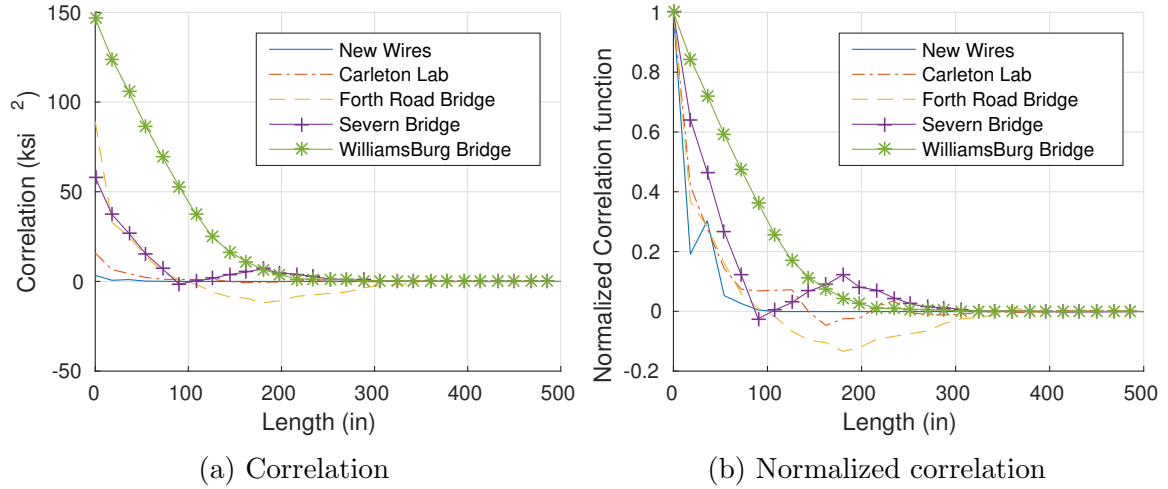 150
100
50
0
-50
Correlation (ksi 2)
0 100 200 300 400 500
Length (in)
New Wires
Carleton Lab
Forth Road Bridge
Severn Bridge
WilliamsBurg Bridge
(a) Correlation
1
0.8
0.6
0.4
0.2
0
-0.2
Normalized Correlation function
0 100 200 300 400 500
Length (in)
New Wires
Carleton Lab
Forth Road Bridge
Severn Bridge
WilliamsBurg Bridge
(b) Normalized correlation